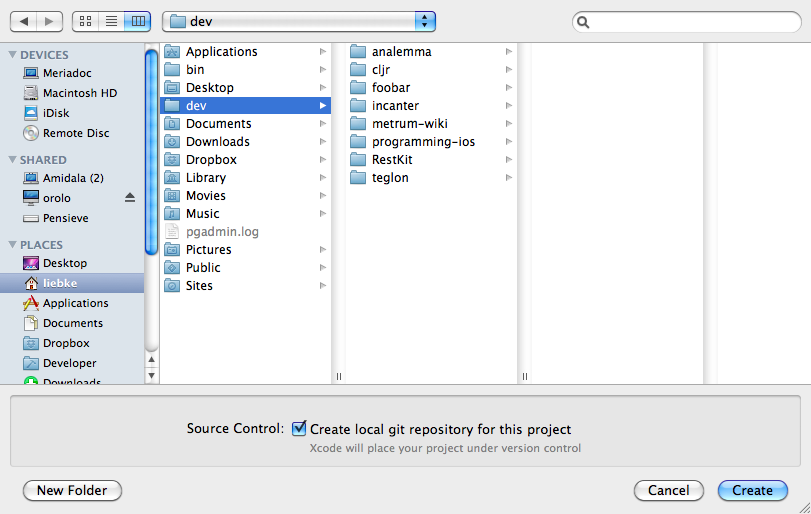 dev
DEVICES
Meriadoc
Macintosh HD
iDisk
Remote Disc
SHARED
Amidala (2)
orolo
Pensieve
PLACES
Desktop
liebke
Applications
Documents
Dropbox
Developer
Downloads
Applications
bin
Desktop
dev
Documents
Downloads
Dropbox
Library
Movies
Music
pgadmin.log
Pictures
Public
Sites
analemma
cljr
foobar
incanter
metrum-wiki
programming-ios
RestKit
teglon
Source Control: Create local git repository for this project
Xcode will place your project under version control
New Folder
Cancel
Create